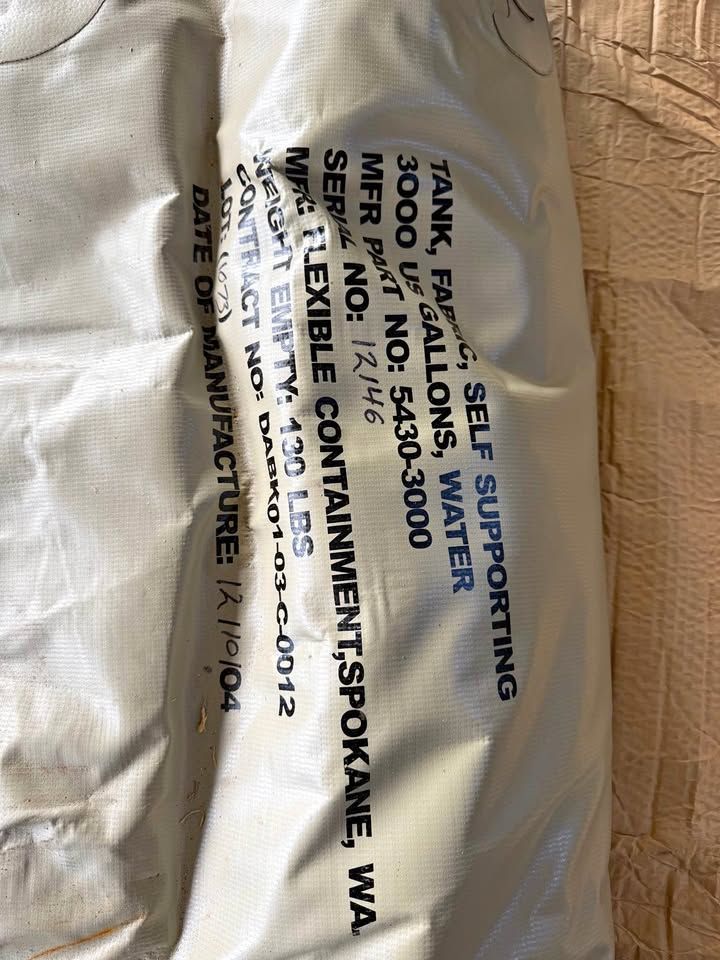 TANK, FABRIC, SELF SUPPORTING
3000 US GALLONS, WATER
MFR PART NO: 5430-3000
SERIAL NO: 12146
MFR: FLEXIBLE CONTAINMENT,SPOKANE, WA
WEIGHT EMPTY: 130 LBS
CONTRACT NO: DABK01-03-C-0012
LOT:
DATE OF MANUFACTURE: 12/10/04